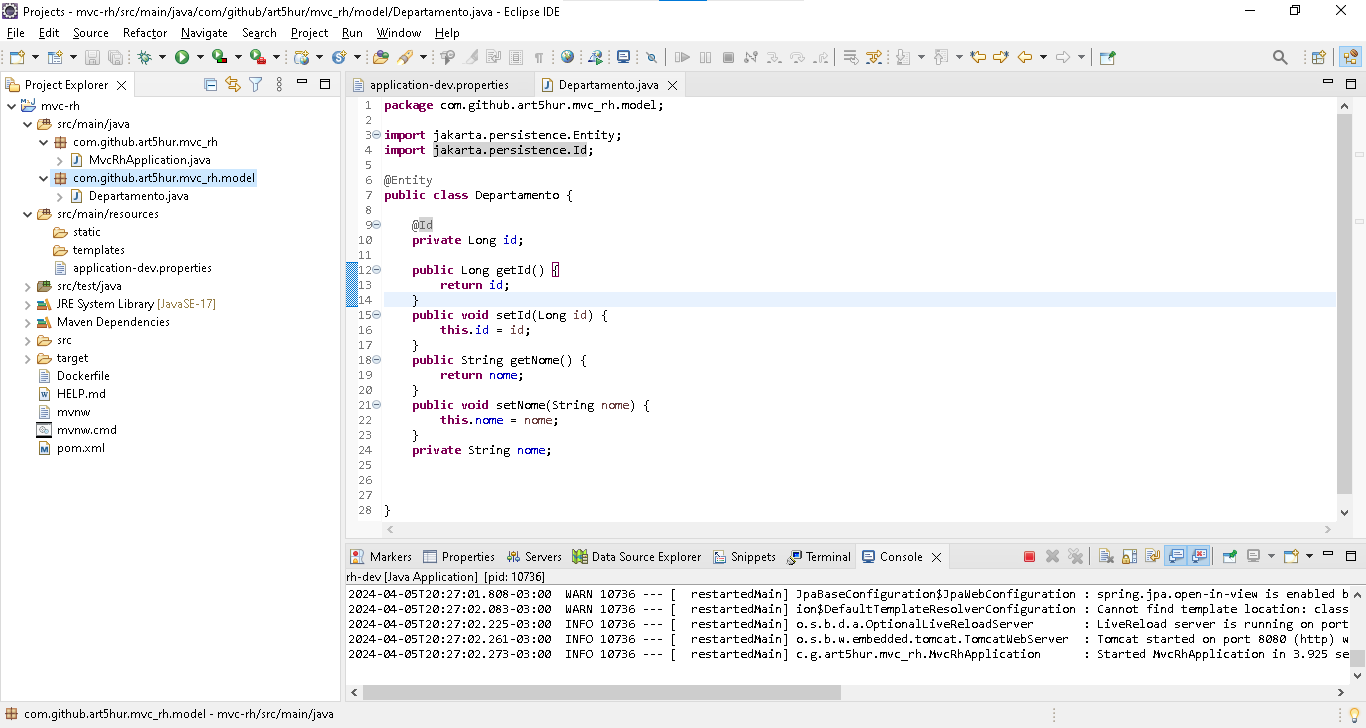 Projects - mvc-rh/src/main/java/com/github/art5hur/mvc_rh/model/Departamento.java - Eclipse IDE
File Edit Source Refactor Navigate Search Project Run Window Help
Project Explorer
mvc-rh
src/main/java
com.github.art5hur.mvc_rh
MvcRhApplication.java
com.github.art5hur.mvc_rh.model
Departamento.java
src/main/resources
static
templates
application-dev.properties
src/test/java
JRE System Library [JavaSE-17]
Maven Dependencies
src
target
Dockerfile
HELP.md
mvnw
mvnw.cmd
pom.xml
application-dev.properties Departamento.java
1 package com.github.art5hur.mvc_rh.model;
2
3 import jakarta.persistence.Entity;
4 import jakarta.persistence.Id;
5
6 @Entity
7 public class Departamento {
8
9 @Id
10 private Long id;
11
12 public Long getId() {
13 return id;
14 }
15 public void setId(Long id) {
16 this.id = id;
17 }
18 public String getNome() {
19 return nome;
20 }
21 public void setNome(String nome) {
22 this.nome = nome;
23 }
24 private String nome;
25
26
27
28 }
Markers Properties Servers Data Source Explorer Snippets Terminal Console
rh-dev [Java Application] [pid: 10736]
2024-04-05T20:27:01.808-03:00 WARN 10736 --- [ restartedMain] JpaBaseConfiguration$JpaWebConfiguration : spring.jpa.open-in-view is enabled b
2024-04-05T20:27:02.083-03:00 WARN 10736 --- [ restartedMain] ion$DefaultTemplateResolverConfiguration : Cannot find template location: class
2024-04-05T20:27:02.225-03:00 INFO 10736 --- [ restartedMain] o.s.b.d.a.OptionalLiveReloadServer : LiveReload server is running on port
2024-04-05T20:27:02.261-03:00 INFO 10736 --- [ restartedMain] o.s.b.w.embedded.tomcat.TomcatWebServer : Tomcat started on port 8080 (http) w
2024-04-05T20:27:02.273-03:00 INFO 10736 --- [ restartedMain] c.g.art5hur.mvc_rh.MvcRhApplication : Started MvcRhApplication in 3.925 se
com.github.art5hur.mvc_rh.model - mvc-rh/src/main/java